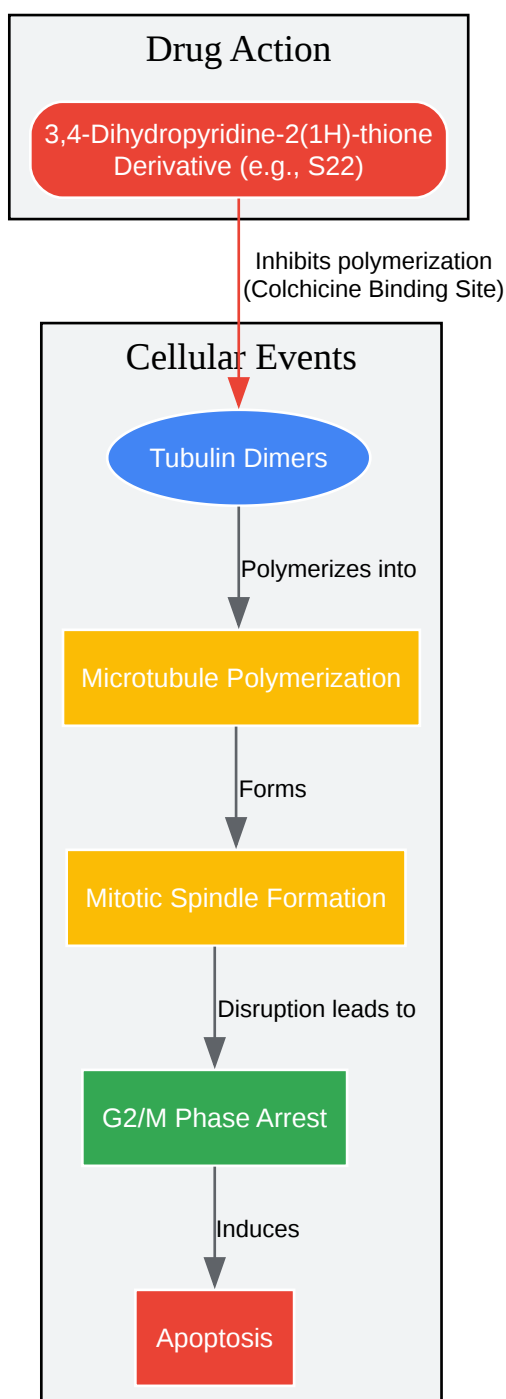 Drug Action
3,4-Dihydropyridine-2(1H)-thione
Derivative (e.g., S22)
Inhibits polymerization
(Colchicine Binding Site)
Cellular Events
Tubulin Dimers
Polymerizes into
Microtubule Polymerization
Forms
Mitotic Spindle Formation
Disruption leads to
G2/M Phase Arrest
Induces
Apoptosis